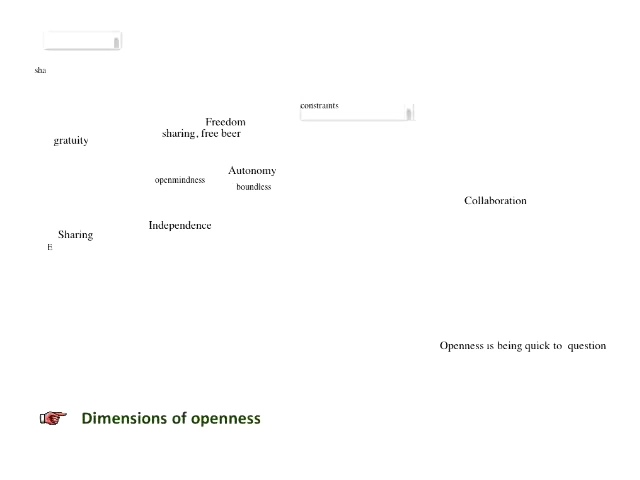 sha
constraints
Freedom
sharing, free beer
gratuity
Autonomy
openmindness
boundless
Collaboration
Independence
Sharing
E
Openness is being quick to question
Dimensions of openness